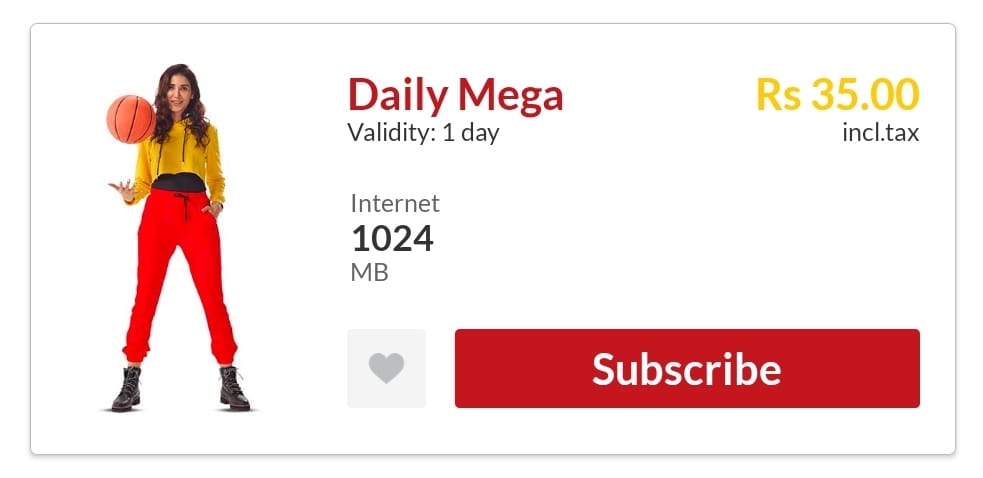 Daily Mega
Rs 35.00
Validity: 1 day
incl.tax
Internet
1024
MB
Subscribe